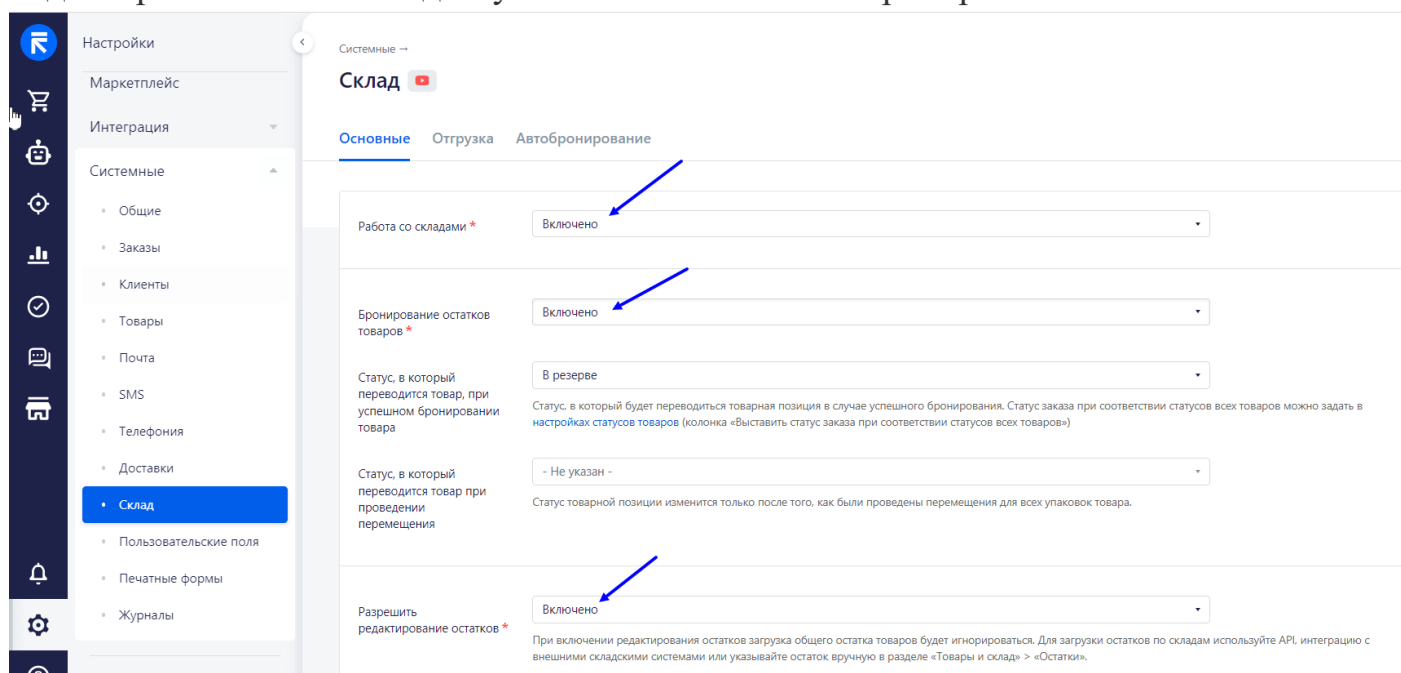 Настройки
Маркетплейс
Интеграция
Системные
Общие
Заказы
Клиенты
Товары
Почта
SMS
Телефония
Доставки
Склад
Пользовательские поля
Печатные формы
Журналы
Системные →
Склад
Основные Отгрузка Автобронирование
Работа со складами * Включено
Бронирование остатков
товаров *
Включено
Статус, в который
переводится товар, при
успешном бронировании
товара
В резерве
Статус, в который будет переводиться товарная позиция в случае успешного бронирования. Статус заказа при соответствии статусов всех товаров можно задать в
настройках статусов товаров (колонка «Выставить статус заказа при соответствии статусов всех товаров»)
Статус, в который
переводится товар при
проведении
перемещения
- Не указан -
Статус товарной позиции изменится только после того, как были проведены перемещения для всех упаковок товара.
Разрешить
редактирование остатков *
Включено
При включении редактирования остатков загрузка общего остатка товаров будет игнорироваться. Для загрузки остатков по складам используйте API, интеграцию с
внешними складскими системами или указывайте остаток вручную в разделе «Товары и склад» > «Остатки».